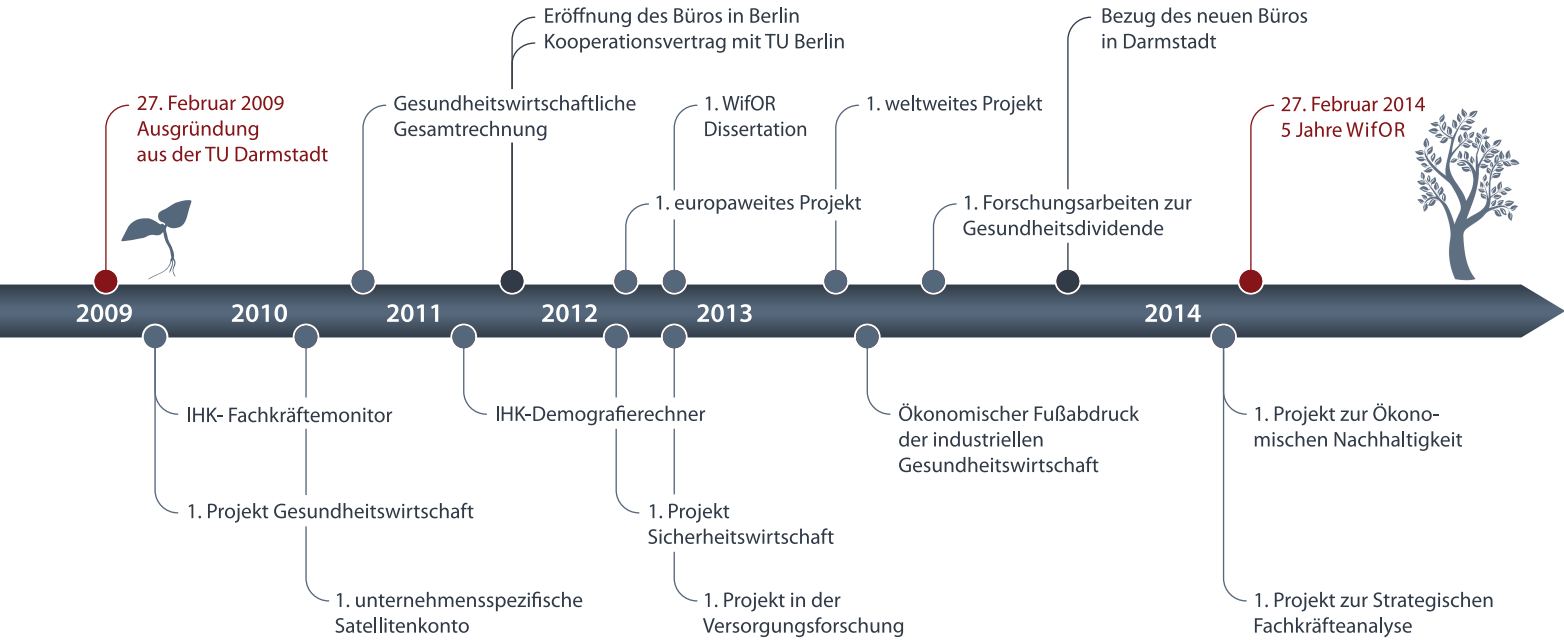 Eröffnung des Büros in Berlin
Kooperationsvertrag mit TU Berlin
Bezug des neuen Büros
in Darmstadt
27. Februar 2009
Ausgründung
aus der TU Darmstadt
Gesundheitswirtschaftliche
Gesamtrechnung
1. WifOR
Dissertation
1. weltweites Projekt
27. Februar 2014
5 Jahre WifOR
1. europaweites Projekt
1. Forschungsarbeiten zur
Gesundheitsdividende
2009
2010
2011
2012
2013
2014
IHK- Fachkräftemonitor
IHK-Demografierechner
Ökonomischer Fußabdruck
der industriellen
Gesundheitswirtschaft
1. Projekt zur Ökono-
mischen Nachhaltigkeit
1. Projekt Gesundheitswirtschaft
1. Projekt
Sicherheitswirtschaft
1. unternehmensspezifische
Satellitenkonto
1. Projekt in der
Versorgungsforschung
1. Projekt zur Strategischen
Fachkräfteanalyse